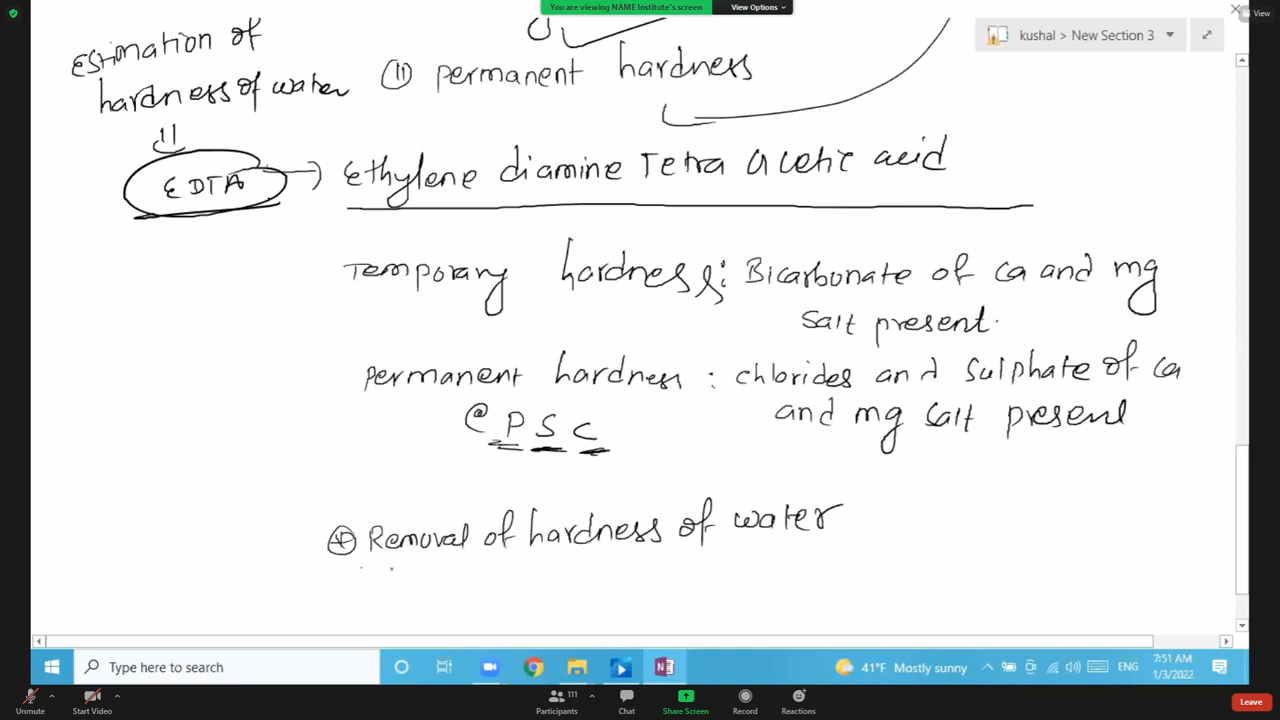 You are viewing NAME Institute's screen
View Options
View
kushal > New Section 3
Estimation of
hardness of water
(II) permanent hardness
EDTA → Ethylene diamine Tetra acetic acid
Temporary hardness: Bicarbonate of ca and mg
salt present.
permanent hardness : chlorides and sulphate of ca
and mg salt present
@ P S C
Removal of hardness of water
Type here to search
41°F Mostly sunny
ENG
7:51 AM
1/3/2022
Unmute
Start Video
111
Participants
Chat
Share Screen
Record
Reactions
Leave